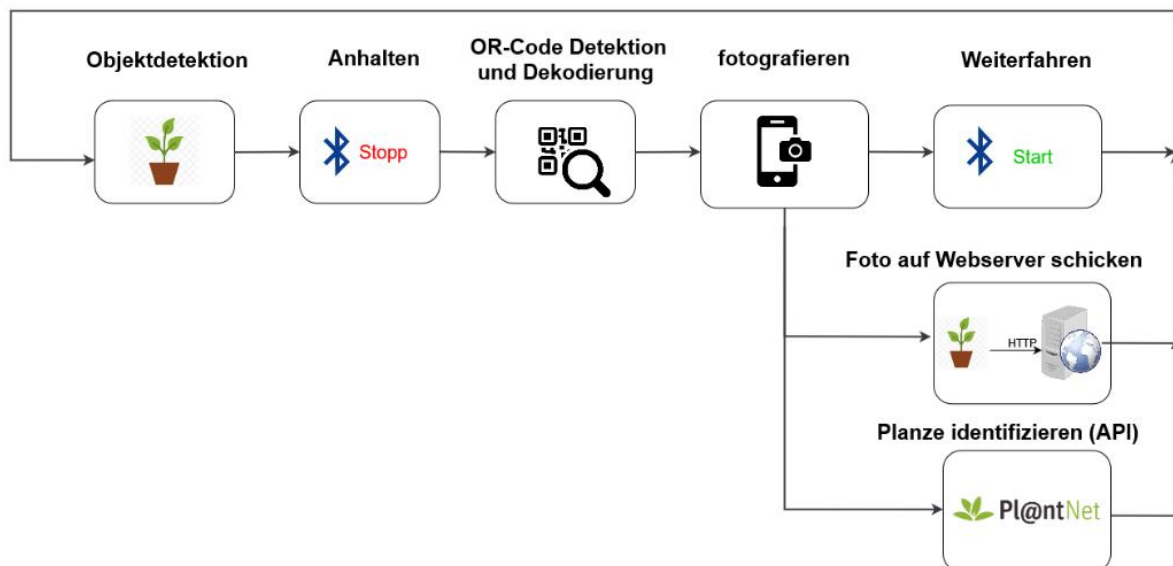 Objektdetektion
Anhalten
OR-Code Detektion
und Dekodierung
fotografieren
Weiterfahren
Stopp
Start
Foto auf Webserver schicken
HTTP
Planze identifizieren (API)
Pl@ntNet